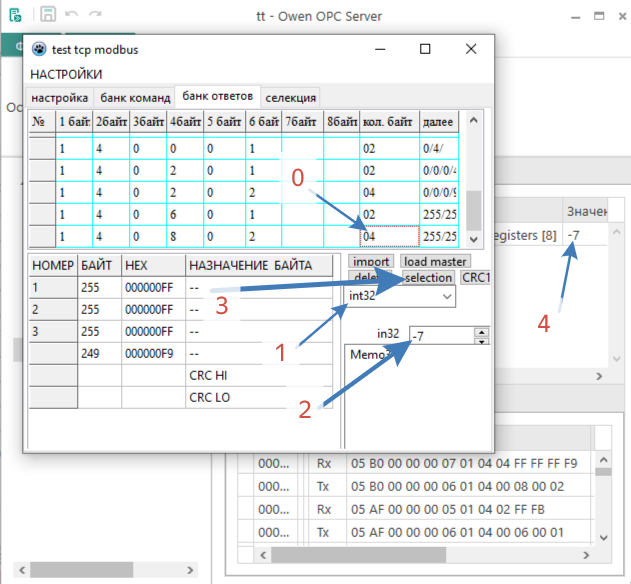 tt - Owen OPC Server
test tcp modbus
НАСТРОЙКИ
настройка банк команд банк ответов селекция
№ 1 байт 2байт 3байт 4байт 5 байт 6 байт 7байт 8байт кол. байт далее
1 4 0 0 0 1 02 0/4/
1 4 0 2 0 1 02 0/0/0/4
1 4 0 2 0 2 04 0/0/0/9
1 4 0 6 0 1 02 255/25
1 4 0 8 0 2 04 255/25
0
Значен
egisters [8] -7
4
НОМЕР БАЙТ HEX НАЗНАЧЕНИЕ БАЙТА
1 255 000000FF --
2 255 000000FF --
3 255 000000FF --
249 000000F9 --
CRC HI
CRC LO
import load master
selection CRC1
3
int32
1
in32 -7
2
000... Rx 05 B0 00 00 00 07 01 04 04 FF FF FF F9
000... Tx 05 B0 00 00 00 06 01 04 00 08 00 02
000... Rx 05 AF 00 00 00 05 01 04 02 FF FB
000... Tx 05 AF 00 00 00 06 01 04 00 06 00 01